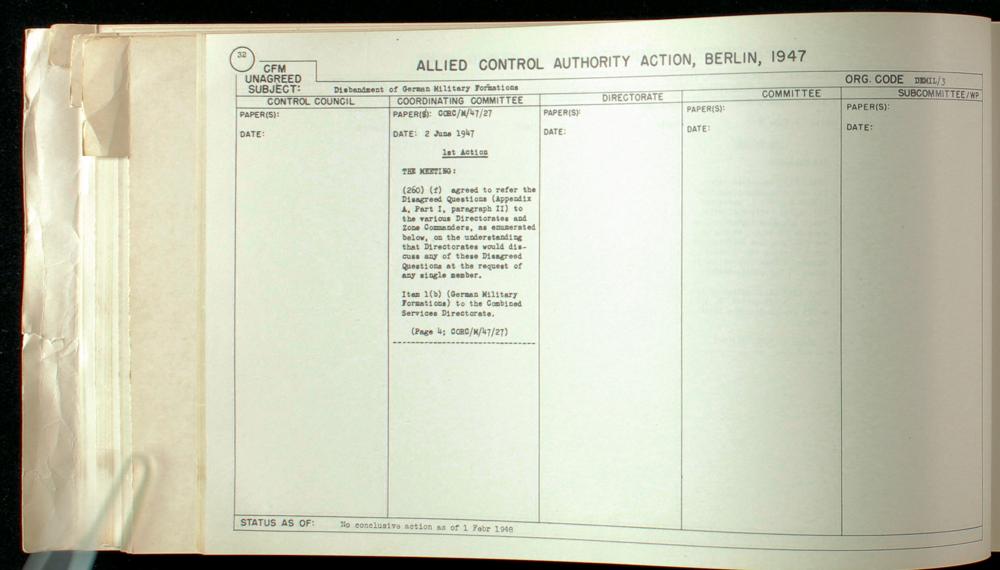 32
CFM
UNAGREED
ALLIED CONTROL AUTHORITY ACTION, BERLIN, 1947
ORG. CODE DEMIL/3
SUBJECT: Disbandment of German Military Formations
CONTROL COUNCIL
PAPER(S):
DATE:
COORDINATING COMMITTEE
PAPER(S): CORC/M/47/27
DATE: 2 June 1947
1st Action
THE MEETING:
(260) (f) agreed to refer the
Disagreed Questions (Appendix
A, Part I, paragraph II) to
the various Directorates and
Zone Commanders, as enumerated
below, on the understanding
that Directorates would dis-
cuss any of these Disagreed
Questions at the request of
any single member.
Item 1(b) (German Military
Formations) to the Combined
Services Directorate.
(Page 4; CORC/M/47/27)
DIRECTORATE
PAPER(S):
DATE:
COMMITTEE
PAPER(S):
DATE:
SUBCOMMITTEE/WP
PAPER(S):
DATE:
STATUS AS OF: No conclusive action as of 1 Febr 1948